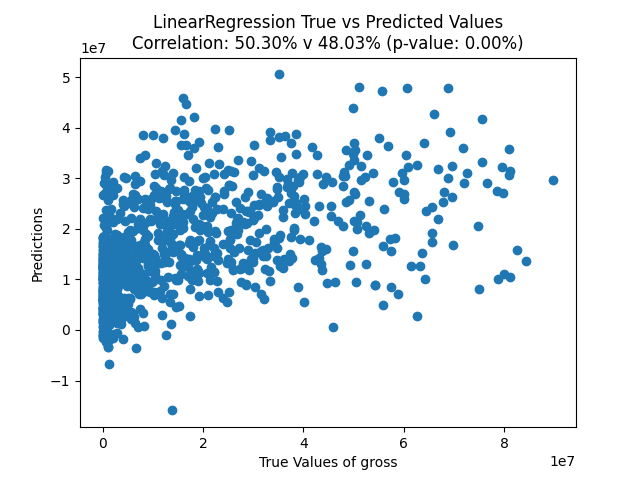 LinearRegression True vs Predicted Values
Correlation: 50.30% v 48.03% (p-value: 0.00%)
1e7
5
4
3
2
1
0
−1
Predictions
0 2 4 6 8
1e7
True Values of gross